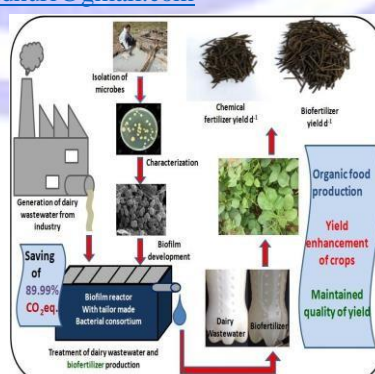 Isolation of
microbes
Characterization
Biofilm
development
Generation of dairy
wastewater from
industry
Saving
of
89.99%
CO2eq.
Biofilm reactor
With tailor made
Bacterial consortium
Treatment of dairy wastewater and
biofertilizer production
Chemical
fertilizer yield d-1
Biofertilizer
yield d-1
Dairy
Wastewater
Biofertilizer
Organic food
production
Yield
enhancement
of crops
Maintained
quality of yield